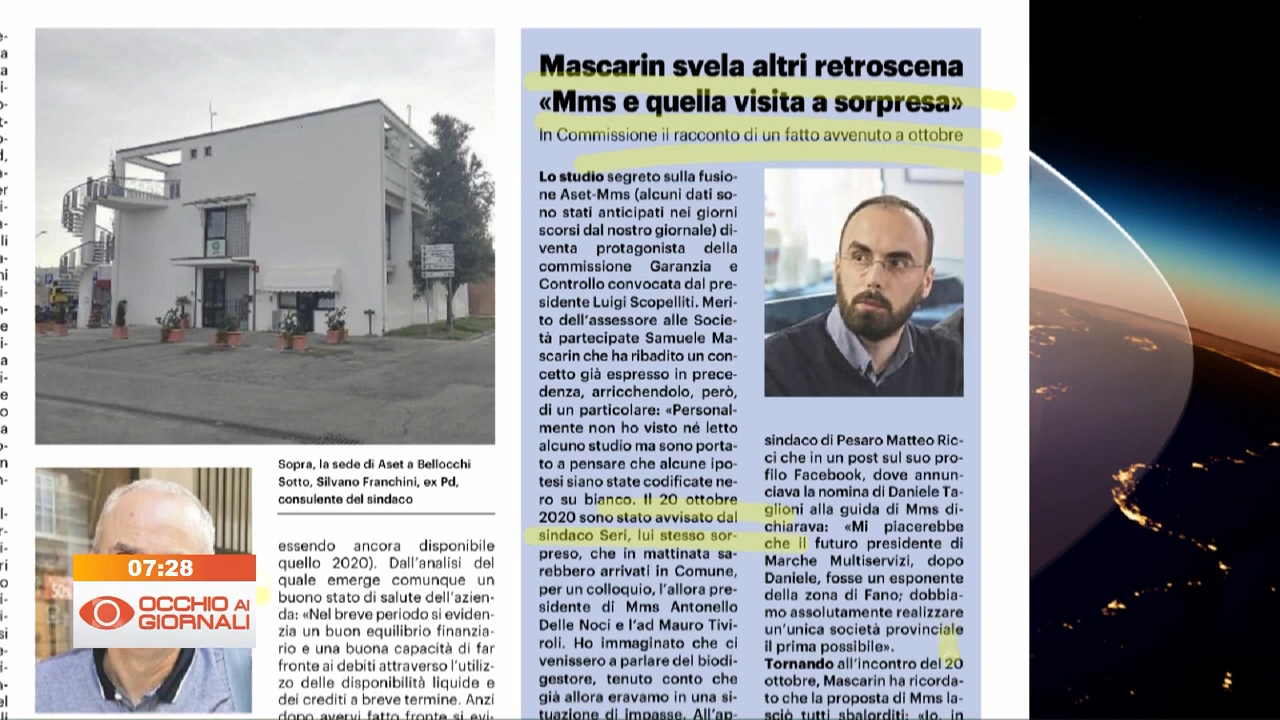 Mascarin svela altri retroscena
«Mms e quella visita a sorpresa»
In Commissione il racconto di un fatto avvenuto a ottobre
Lo studio segreto sulla fusio-
ne Aset-Mms (alcuni dati so-
no stati anticipati nei giorni
scorsi dal nostro giornale) di-
venta protagonista della
commissione Garanzia e
Controllo convocata dal pre-
sidente Luigi Scopelliti. Meri-
to dell'assessore alle Socie-
tà partecipate Samuele Ma-
scarin che ha ribadito un con-
cetto già espresso in prece-
denza, arricchendolo, però,
di un particolare: «Personal-
mente non ho visto né letto
alcuno studio ma sono porta-
to a pensare che alcune ipo-
tesi siano state codificate ne-
ro su bianco. Il 20 ottobre
2020 sono stato avvisato dal
sindaco Seri, lui stesso sor-
preso, che in mattinata sa-
rebbero arrivati in Comune,
per un colloquio, l'allora pre-
sidente di Mms Antonello
Delle Noci e l'ad Mauro Tivi-
roli. Ho immaginato che ci
venissero a parlare del biodi-
gestore, tenuto conto che
già allora eravamo in una si-
tuazione di impasse. All'ap-
sindaco di Pesaro Matteo Ric-
ci che in un post sul suo pro-
filo Facebook, dove annun-
ciava la nomina di Daniele Ta-
glioni alla guida di Mms di-
chiarava: «Mi piacerebbe
che il futuro presidente di
Marche Multiservizi, dopo
Daniele, fosse un esponente
della zona di Fano; dobbia-
mo assolutamente realizzare
un'unica società provinciale
il prima possibile».
Tornando all'incontro del 20
ottobre, Mascarin ha ricorda-
to che la proposta di Mms la-
sciò tutti sbalorditi: «Io, in
Sopra, la sede di Aset a Bellocchi
Sotto, Silvano Franchini, ex Pd,
consulente del sindaco
essendo ancora disponibile
quello 2020). Dall'analisi del
quale emerge comunque un
buono stato di salute dell'azien-
da: «Nel breve periodo si eviden-
zia un buon equilibrio finanzia-
rio e una buona capacità di far
fronte ai debiti attraverso l'utiliz-
zo delle disponibilità liquide e
dei crediti a breve termine. Anzi
dopo avervi fatto fronte si evi-
07:28
OCCHIO AI
GIORNALI